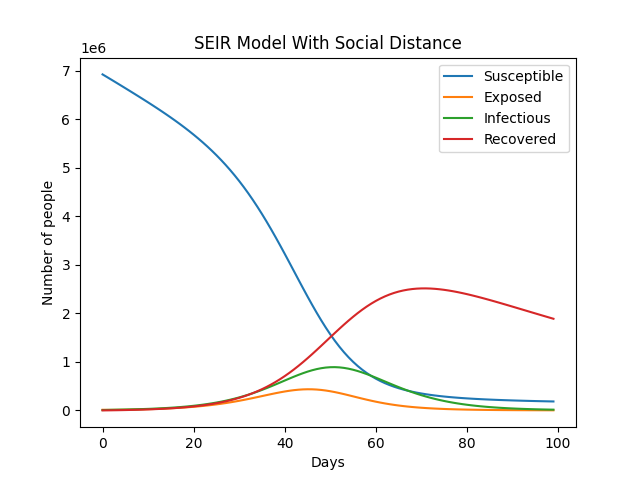 SEIR Model With Social Distance
1e6
7
6
5
4
3
2
1
0
Number of people
0 20 40 60 80 100
Days
Susceptible
Exposed
Infectious
Recovered